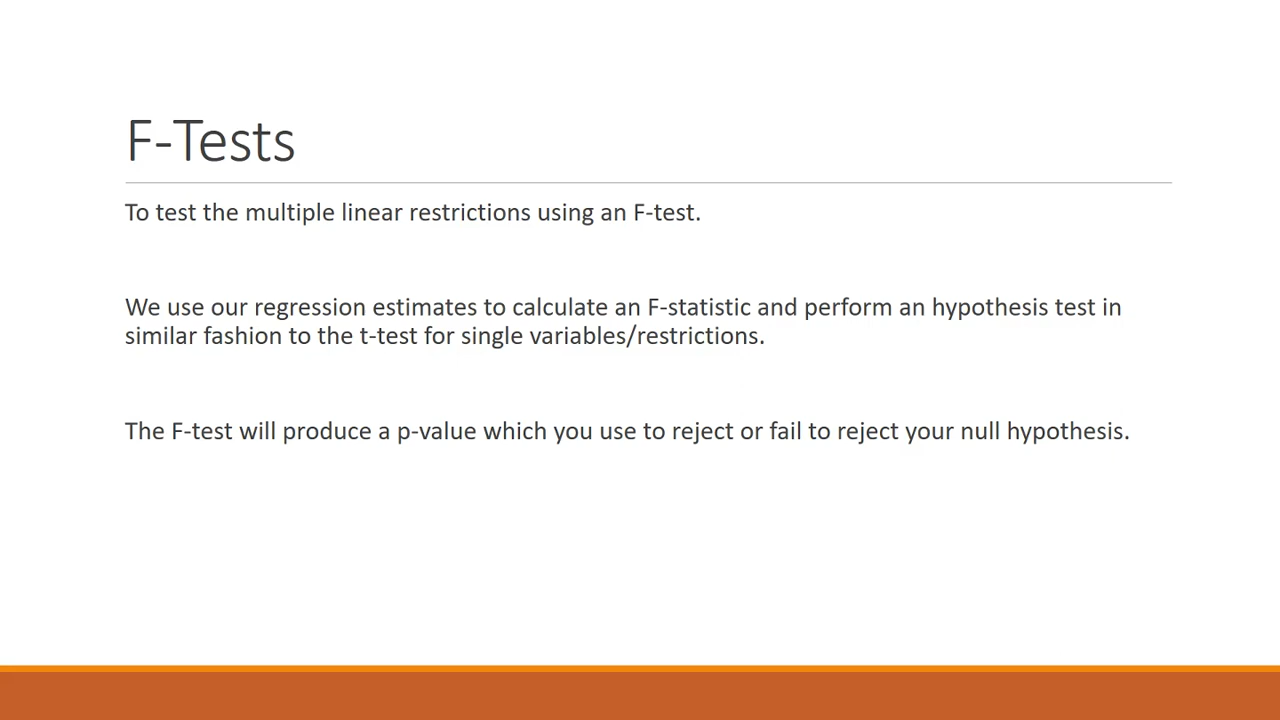 F-Tests
To test the multiple linear restrictions using an F-test.
We use our regression estimates to calculate an F-statistic and perform an hypothesis test in
similar fashion to the t-test for single variables/restrictions.
The F-test will produce a p-value which you use to reject or fail to reject your null hypothesis.